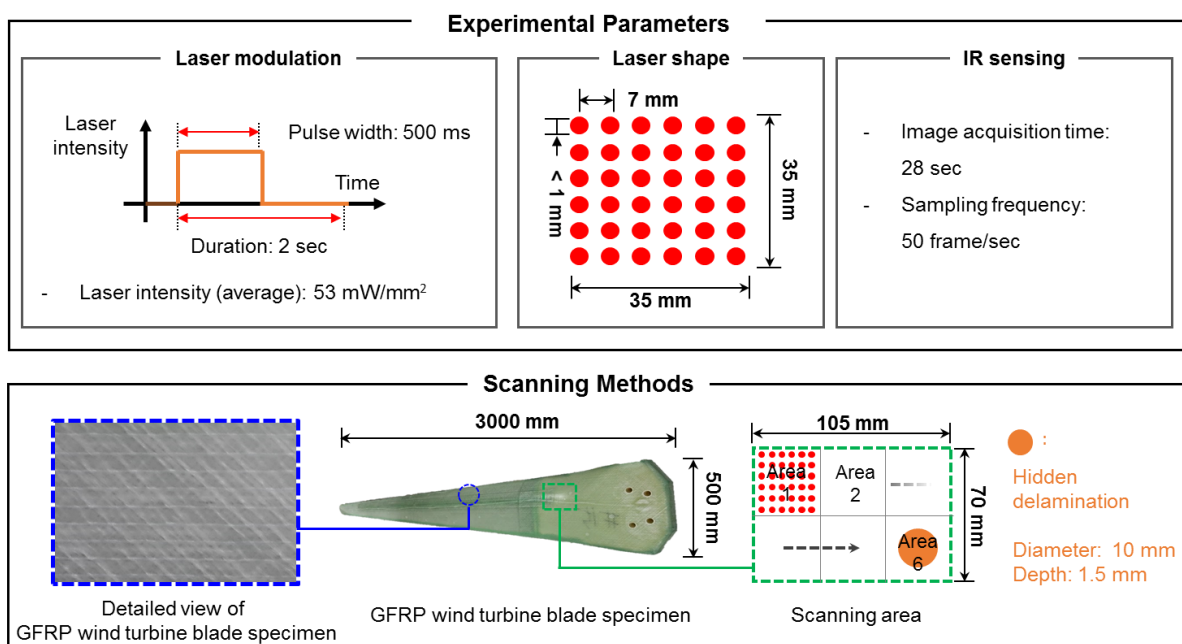 Experimental Parameters
Laser modulation
Laser
intensity
Pulse width: 500 ms
Time
Duration: 2 sec
- Laser intensity (average): 53 mW/mm²
Laser shape
7 mm
< 1 mm
35 mm
35 mm
IR sensing
- Image acquisition time:
28 sec
- Sampling frequency:
50 frame/sec
Scanning Methods
Detailed view of
GFRP wind turbine blade specimen
3000 mm
500 mm
GFRP wind turbine blade specimen
105 mm
70 mm
Area
1
Area
2
Area
6
Scanning area
:
Hidden
delamination
Diameter: 10 mm
Depth: 1.5 mm